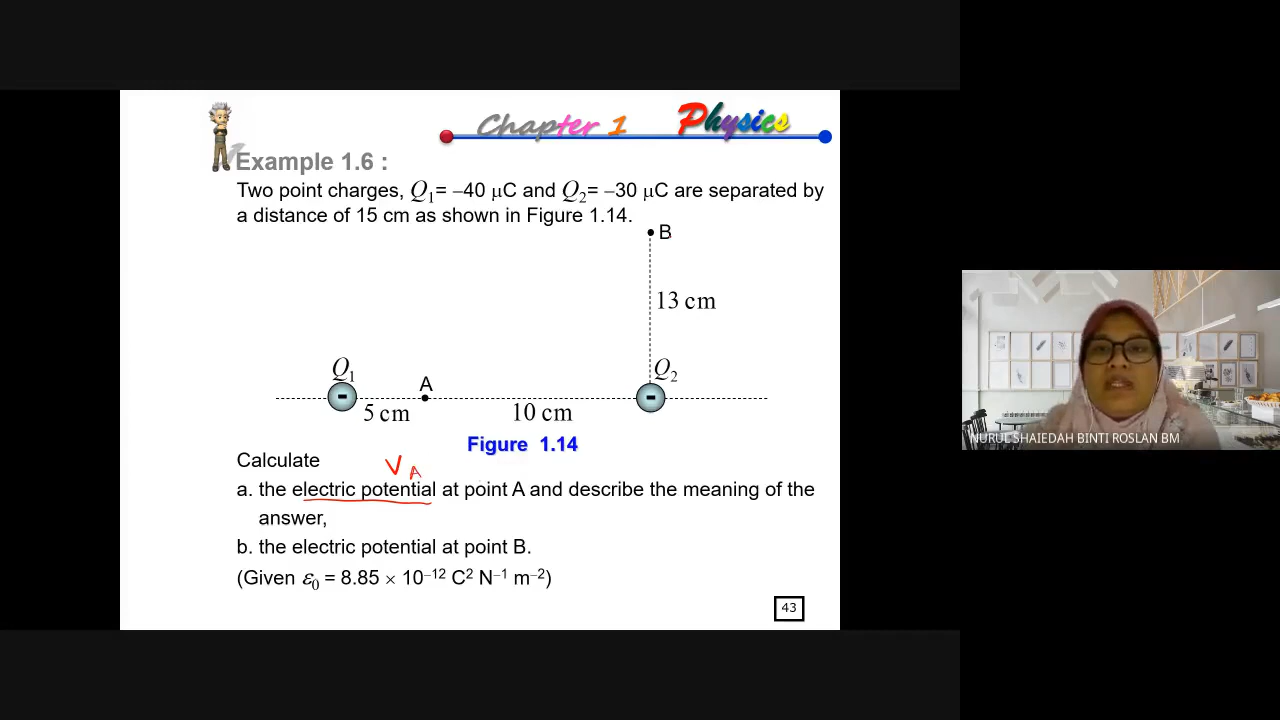 Chapter 1 Physics
Example 1.6 :
Two point charges, Q1= –40 μC and Q2= –30 μC are separated by
a distance of 15 cm as shown in Figure 1.14.
B
13 cm
Q1
A
Q2
5 cm
10 cm
Figure 1.14
Calculate
VA
a. the electric potential at point A and describe the meaning of the
answer,
b. the electric potential at point B.
(Given ε0 = 8.85 × 10–12 C2 N–1 m–2)
43
NURUL SHAIEDAH BINTI ROSLAN BM